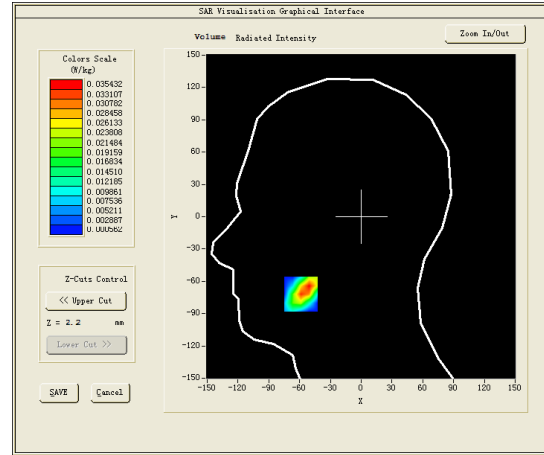 SAR Visualisation Graphical Interface
Volume Radiated Intensity
Zoom In/Out
Colors Scale
(W/kg)
0.035432
0.033107
0.030782
0.028458
0.026133
0.023808
0.021484
0.019159
0.016834
0.014510
0.012185
0.009861
0.007536
0.005211
0.002887
0.000562
Z-Cuts Control
<< Upper Cut
Z = 2.2 mm
Lower Cut >>
SAVE Cancel
150
120
90
60
30
0
-30
-60
-90
-120
-150
Y
-150 -120 -90 -60 -30 0 30 60 90 120 150
X